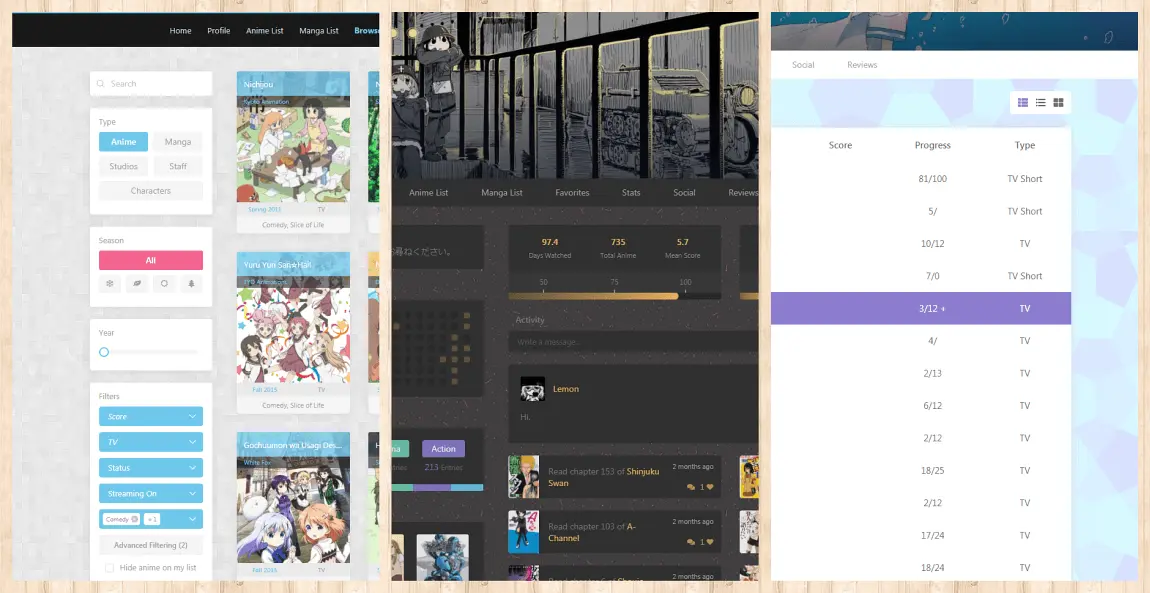 Home Profile Anime List Manga List Browse
Search
Type
Anime Manga
Studios Staff
Characters
Season
All
Year
Filters
Score
TV
Status
Streaming On
Comedy + 1
Advanced Filtering (2)
Hide anime on my list
Nichijou
Kyoto Animation
Spring 2011 TV
Comedy, Slice of Life
Yuru Yuri San☆Hai!
TYO Animations
Fall 2015 TV
Comedy, Slice of Life
Gochuumon wa Usagi Des...
White Fox
Fall 2015 TV
Anime List Manga List Favorites Stats Social Reviews
尋ねください。
97.4 735 5.7
Days Watched Total Anime Mean Score
50 75 100
Activity
Write a message...
Lemon
Hi.
Action
213 Entries
Read chapter 153 of Shinjuku
Swan
2 months ago
1
Read chapter 103 of A-
Channel
2 months ago
1
2 months ago
Social Reviews
Score Progress Type
81/100 TV Short
5/ TV Short
10/12 TV
7/0 TV Short
3/12 + TV
4/ TV
2/13 TV
6/12 TV
2/12 TV
18/25 TV
2/12 TV
17/24 TV
18/24 TV